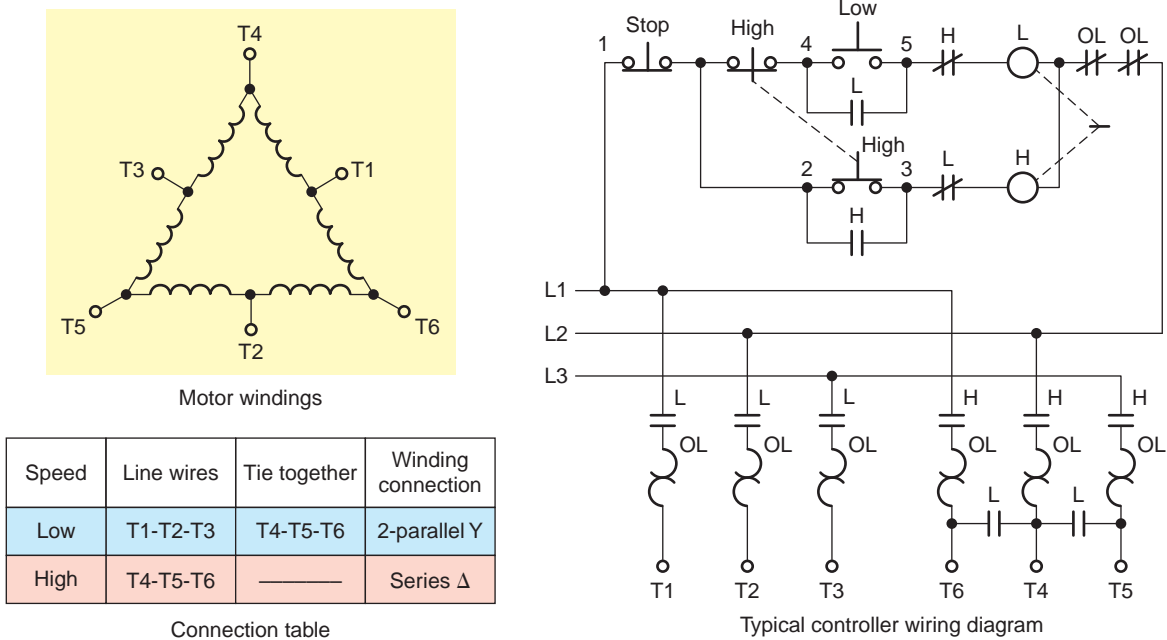 T4
T3
T1
T5
T6
T2
Motor windings
Speed
Line wires
Tie together
Winding
connection
Low
T1-T2-T3
T4-T5-T6
2-parallel Y
High
T4-T5-T6
———
Series Δ
Connection table
Low
Stop
High
1
4
5
H
L
OL
OL
L
High
2
3
L
H
H
L1
L2
L3
L
L
L
H
H
H
OL
OL
OL
OL
OL
OL
L
L
T1
T2
T3
T6
T4
T5
Typical controller wiring diagram